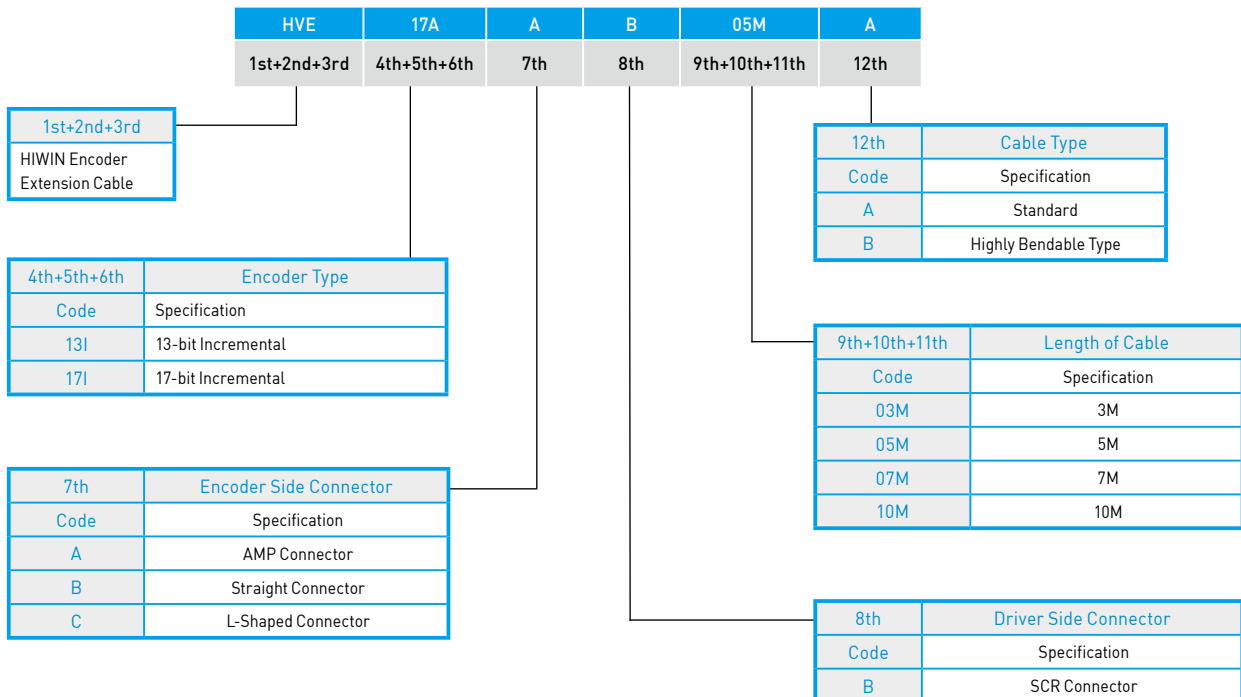 HVE 17A A B 05M A
1st+2nd+3rd 4th+5th+6th 7th 8th 9th+10th+11th 12th
1st+2nd+3rd
HIWIN Encoder
Extension Cable
12th Cable Type
Code Specification
A Standard
B Highly Bendable Type
4th+5th+6th Encoder Type
Code Specification
13I 13-bit Incremental
17I 17-bit Incremental
9th+10th+11th Length of Cable
Code Specification
03M 3M
05M 5M
07M 7M
10M 10M
7th Encoder Side Connector
Code Specification
A AMP Connector
B Straight Connector
C L-Shaped Connector
8th Driver Side Connector
Code Specification
B SCR Connector